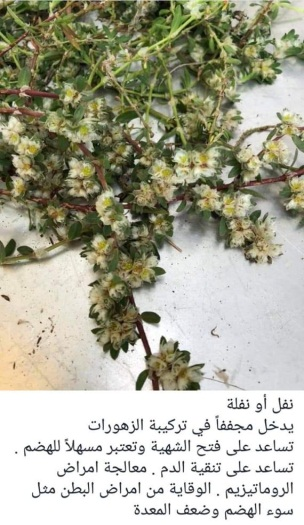 نفل أو نفلة
يدخل مجففاً في تركيبة الزهورات
تساعد على فتح الشهية وتعتبر مسهلاً للهضم .
تساعد على تنقية الدم . معالجة امراض
الروماتيزيم . الوقاية من امراض البطن مثل
سوء الهضم وضعف المعدة